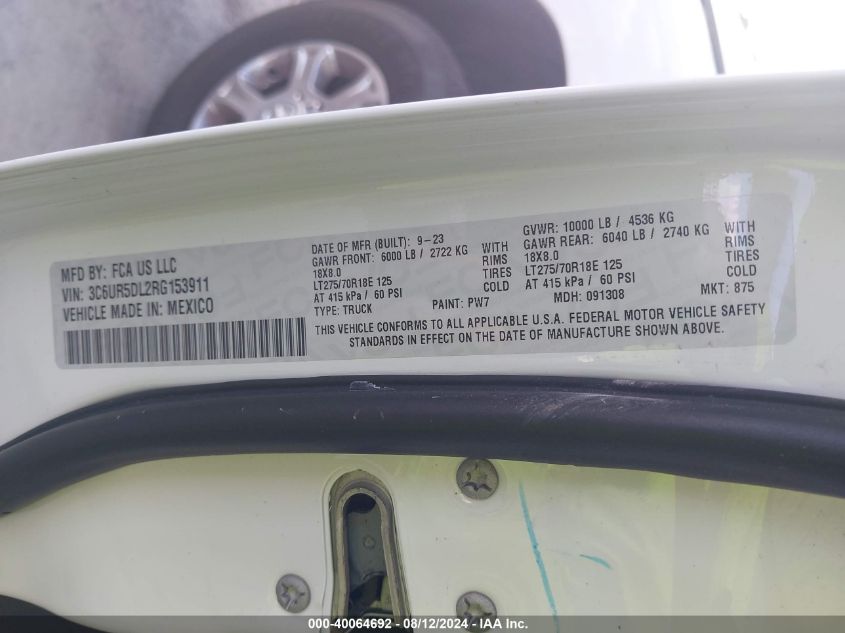 MFD BY: FCA US LLC
VIN: 3C6UR5DL2RG153911
VEHICLE MADE IN: MEXICO
DATE OF MFR (BUILT): 9-23
GAWR FRONT: 6000 LB / 2722 KG WITH
18X8.0 RIMS
LT275/70R18E 125 TIRES
AT 415 kPa / 60 PSI COLD
TYPE: TRUCK PAINT: PW7
GVWR: 10000 LB / 4536 KG
GAWR REAR: 6040 LB / 2740 KG WITH
18X8.0 RIMS
LT275/70R18E 125 TIRES
AT 415 kPa / 60 PSI COLD
MDH: 091308 MKT: 875
THIS VEHICLE CONFORMS TO ALL APPLICABLE U.S.A. FEDERAL MOTOR VEHICLE SAFETY
STANDARDS IN EFFECT ON THE DATE OF MANUFACTURE SHOWN ABOVE.
000-40064692 - 08/12/2024 - IAA Inc.